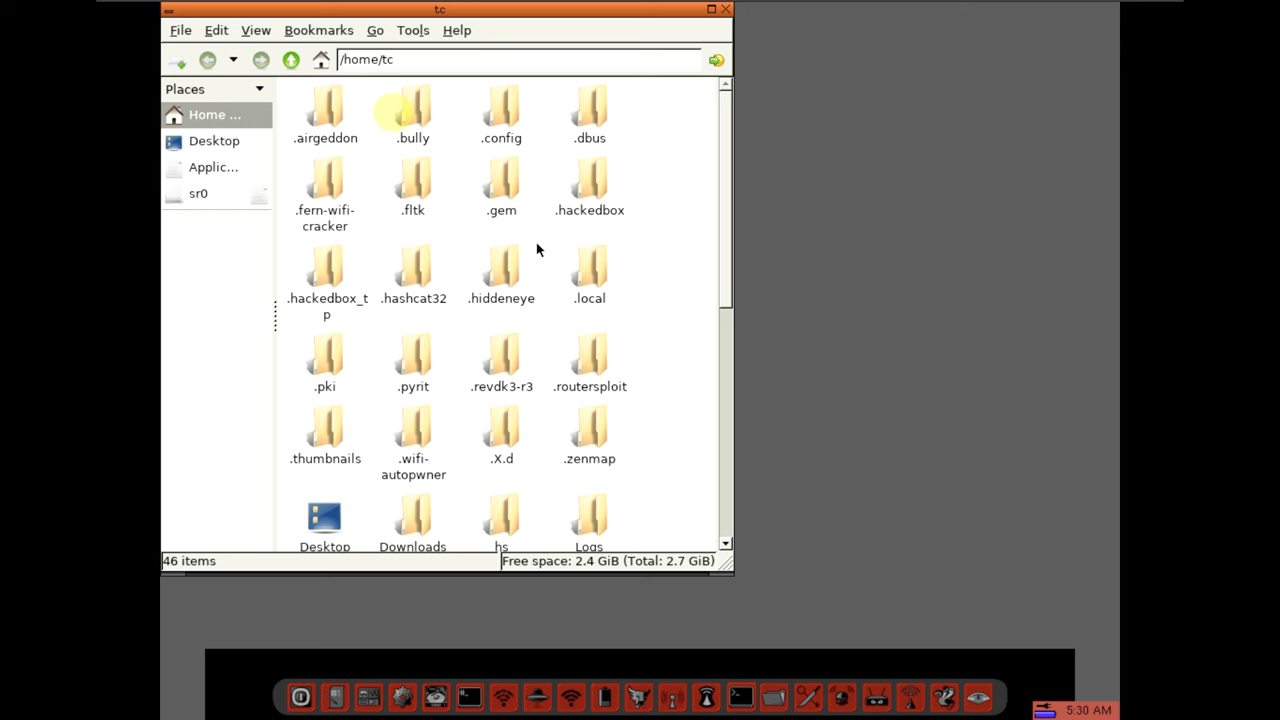 tc
File Edit View Bookmarks Go Tools Help
/home/tc
Places
Home ...
Desktop
Applic...
sr0
.airgeddon .bully .config .dbus
.fern-wifi- .fltk .gem .hackedbox
cracker
.hackedbox_t .hashcat32 .hiddeneye .local
p
.pki .pyrit .revdk3-r3 .routersploit
.thumbnails .wifi- .X.d .zenmap
autopwner
Desktop Downloads hs Logs
46 items Free space: 2.4 GiB (Total: 2.7 GiB)
5:30 AM